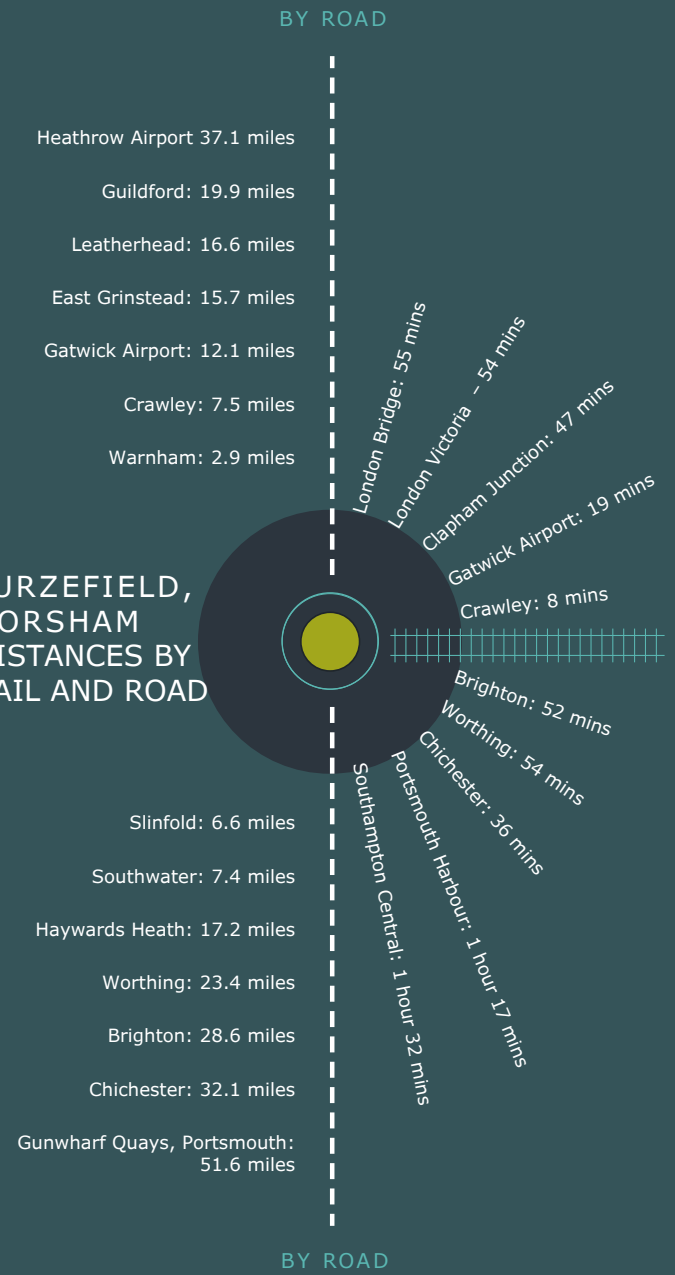 BY ROAD
Heathrow Airport 37.1 miles
Guildford: 19.9 miles
Leatherhead: 16.6 miles
East Grinstead: 15.7 miles
Gatwick Airport: 12.1 miles
Crawley: 7.5 miles
Warnham: 2.9 miles
London Bridge: 55 mins
London Victoria – 54 mins
Clapham Junction: 47 mins
Gatwick Airport: 19 mins
Crawley: 8 mins
URZEFIELD,
ORSHAM
ISTANCES BY
AIL AND ROAD
Brighton: 52 mins
Worthing: 54 mins
Chichester: 36 mins
Portsmouth Harbour: 1 hour 17 mins
Southampton Central: 1 hour 32 mins
Slinfold: 6.6 miles
Southwater: 7.4 miles
Haywards Heath: 17.2 miles
Worthing: 23.4 miles
Brighton: 28.6 miles
Chichester: 32.1 miles
Gunwharf Quays, Portsmouth:
51.6 miles
BY ROAD